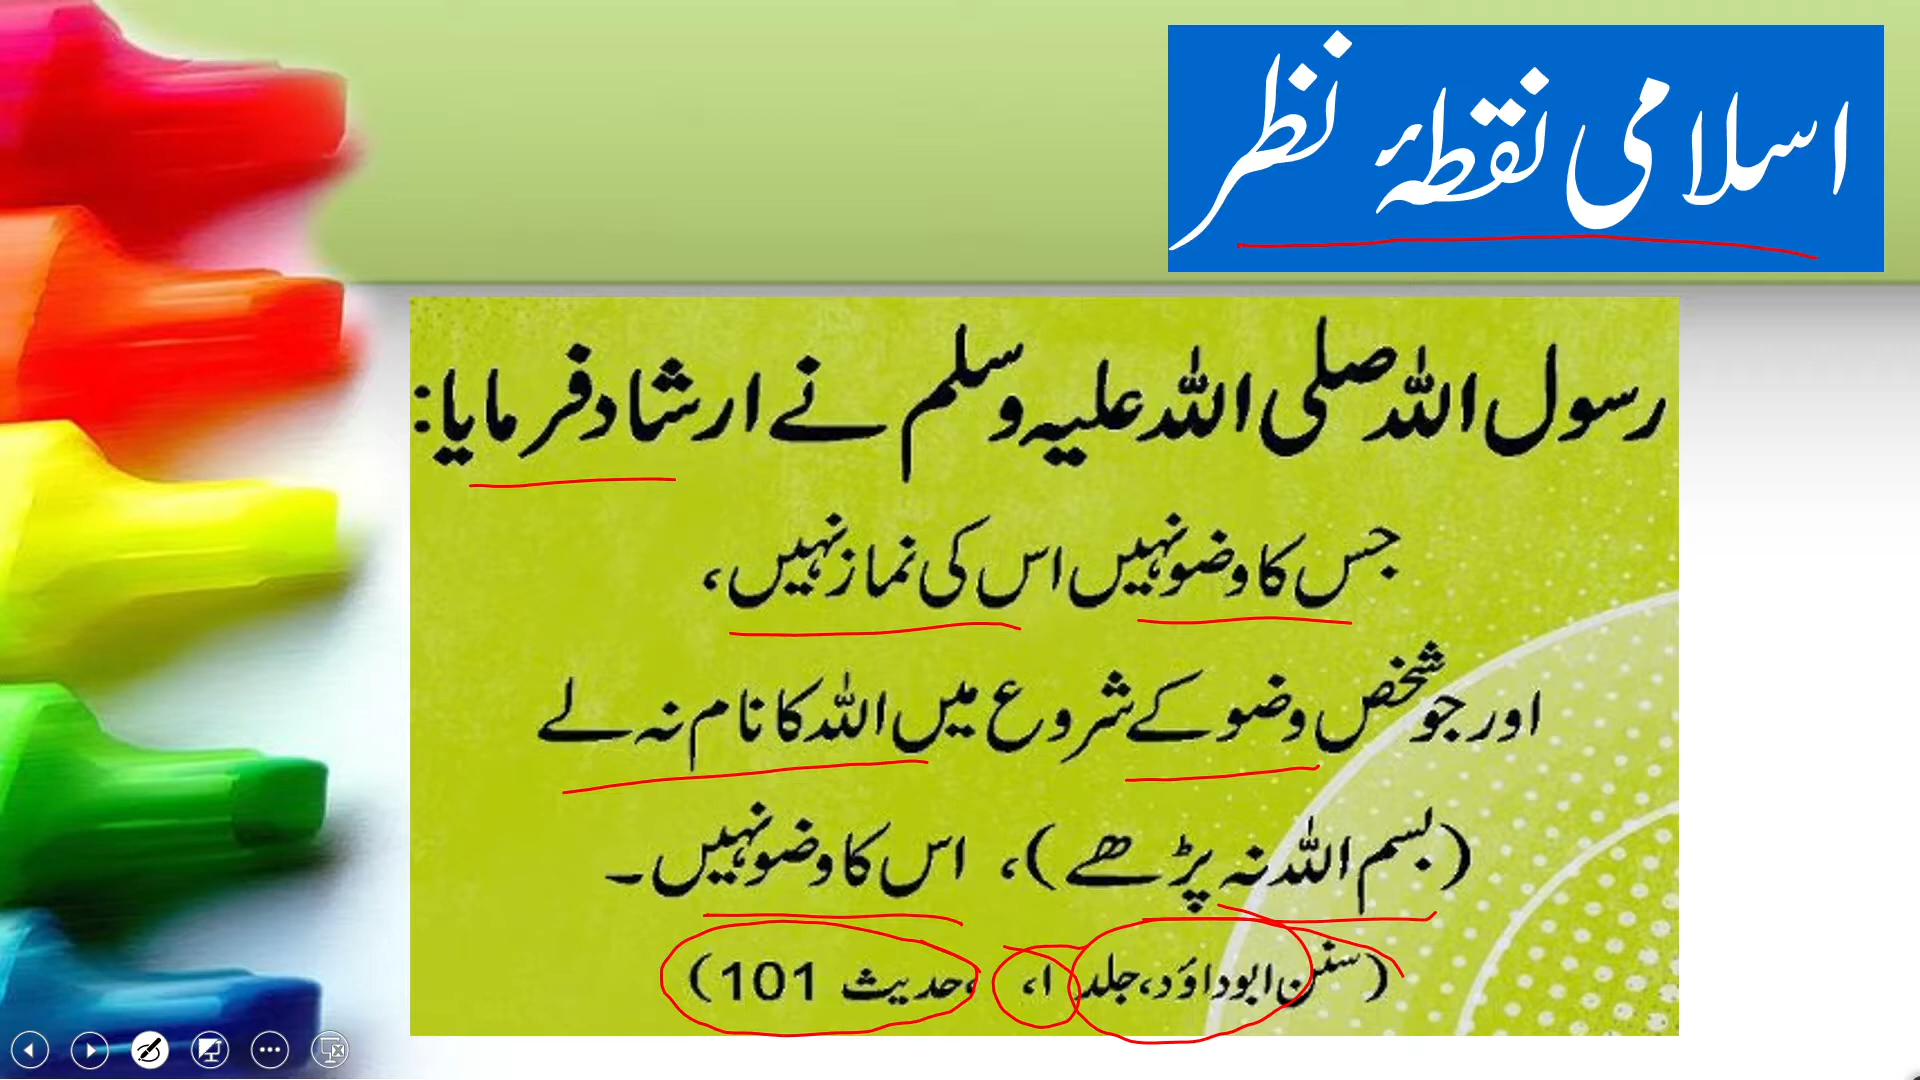 اسلامی نقطۂ نظر
رسول اللہ صلی اللہ علیہ وسلم نے ارشاد فرمایا:
جس کا وضو نہیں اس کی نماز نہیں،
اور جو شخص وضو کے شروع میں اللہ کا نام نہ لے
(بسم اللہ نہ پڑھے)، اس کا وضو نہیں۔
(سنن ابوداؤد، جلد ا، ،حدیث 101)